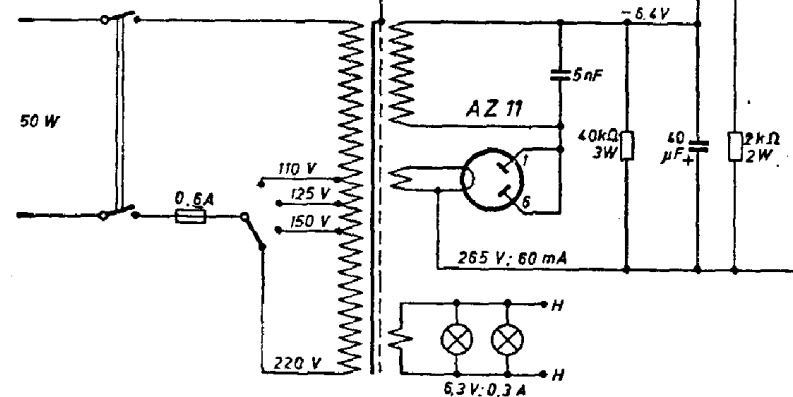 - 6.4V
5nF
AZ 11
50 W
40kΩ
3W
40
μF+
2kΩ
2W
1
110 V
0.6A
125 V
6
150 V
265 V; 60 mA
H
220 V
H
6,3 V; 0.3 A